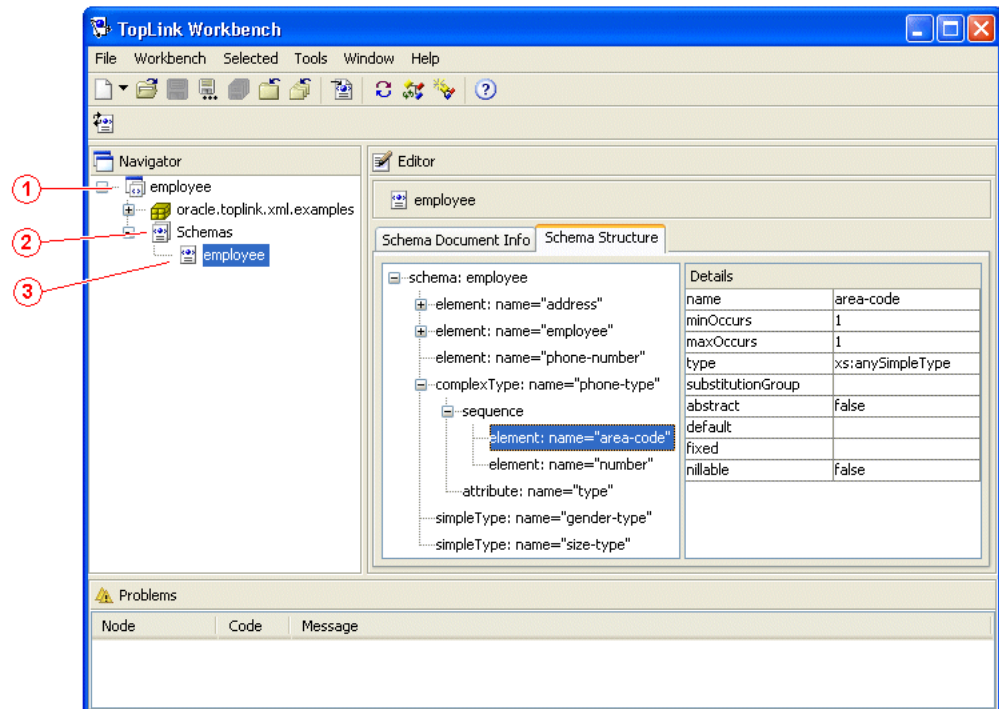 TopLink Workbench
File Workbench Selected Tools Window Help
Navigator
1
employee
oracle.toplink.xml.examples
2
Schemas
3
employee
Editor
employee
Schema Document Info
Schema Structure
schema: employee
element: name="address"
element: name="employee"
element: name="phone-number"
complexType: name="phone-type"
sequence
element: name="area-code"
element: name="number"
attribute: name="type"
simpleType: name="gender-type"
simpleType: name="size-type"
Details
name area-code
minOccurs 1
maxOccurs 1
type xs:anySimpleType
substitutionGroup
abstract false
default
fixed
nillable false
Problems
Node Code Message